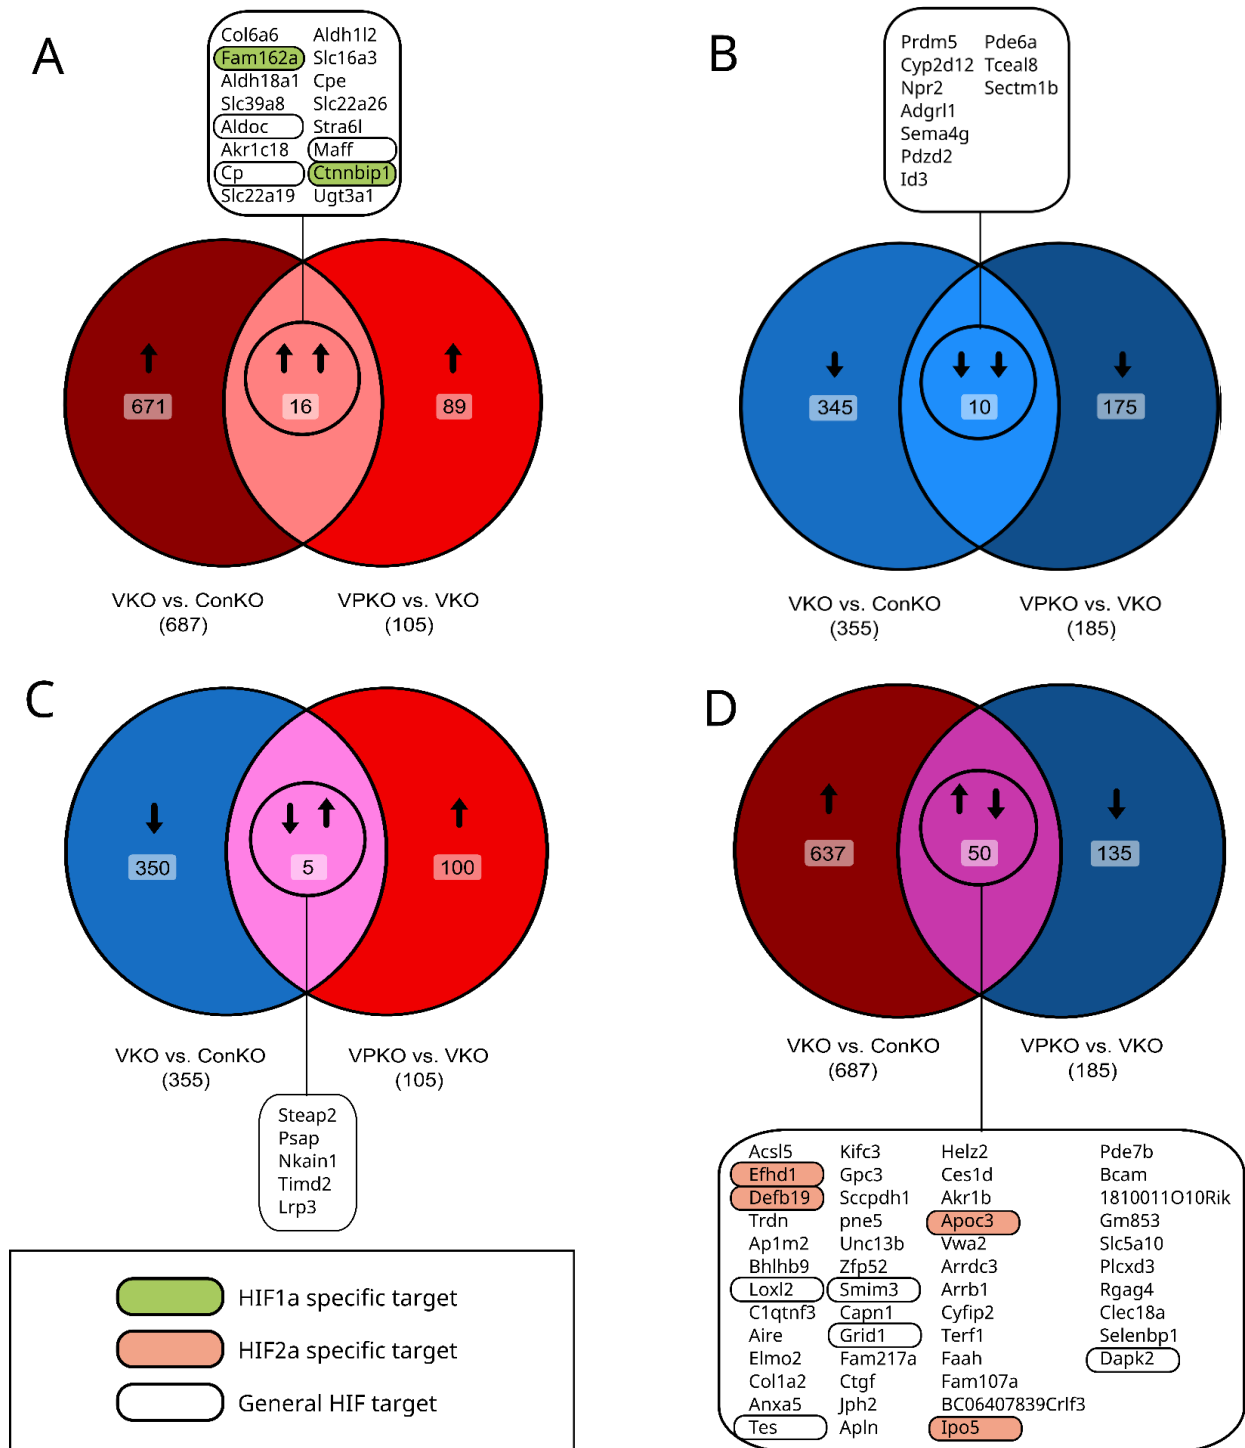 A
Col6a6 Aldh1l2
Fam162a Slc16a3
Aldh18a1 Cpe
Slc39a8 Slc22a26
Aldoc Stra6l
Akr1c18 Maff
Cp Ctnnbip1
Slc22a19 Ugt3a1
671 16 89
VKO vs. ConKO VPKO vs. VKO
(687) (105)
B
Prdm5 Pde6a
Cyp2d12 Tceal8
Npr2 Sectm1b
Adgrl1
Sema4g
Pdzd2
Id3
345 10 175
VKO vs. ConKO VPKO vs. VKO
(355) (185)
C
350 5 100
VKO vs. ConKO VPKO vs. VKO
(355) (105)
Steap2
Psap
Nkain1
Timd2
Lrp3
D
637 50 135
VKO vs. ConKO VPKO vs. VKO
(687) (185)
Acsl5 Kifc3 Helz2 Pde7b
Efhd1 Gpc3 Ces1d Bcam
Defb19 Sccpdh1 Akr1b 1810011O10Rik
Trdn pne5 Apoc3 Gm853
Ap1m2 Unc13b Vwa2 Slc5a10
Bhlhb9 Zfp52 Arrdc3 Plcxd3
Loxl2 Smim3 Arrb1 Rgag4
C1qtnf3 Capn1 Cyfip2 Clec18a
Aire Grid1 Terf1 Selenbp1
Elmo2 Fam217a Faah Dapk2
Col1a2 Ctgf Fam107a
Anxa5 Jph2 BC06407839Crlf3
Tes Apln Ipo5
HIF1a specific target
HIF2a specific target
General HIF target